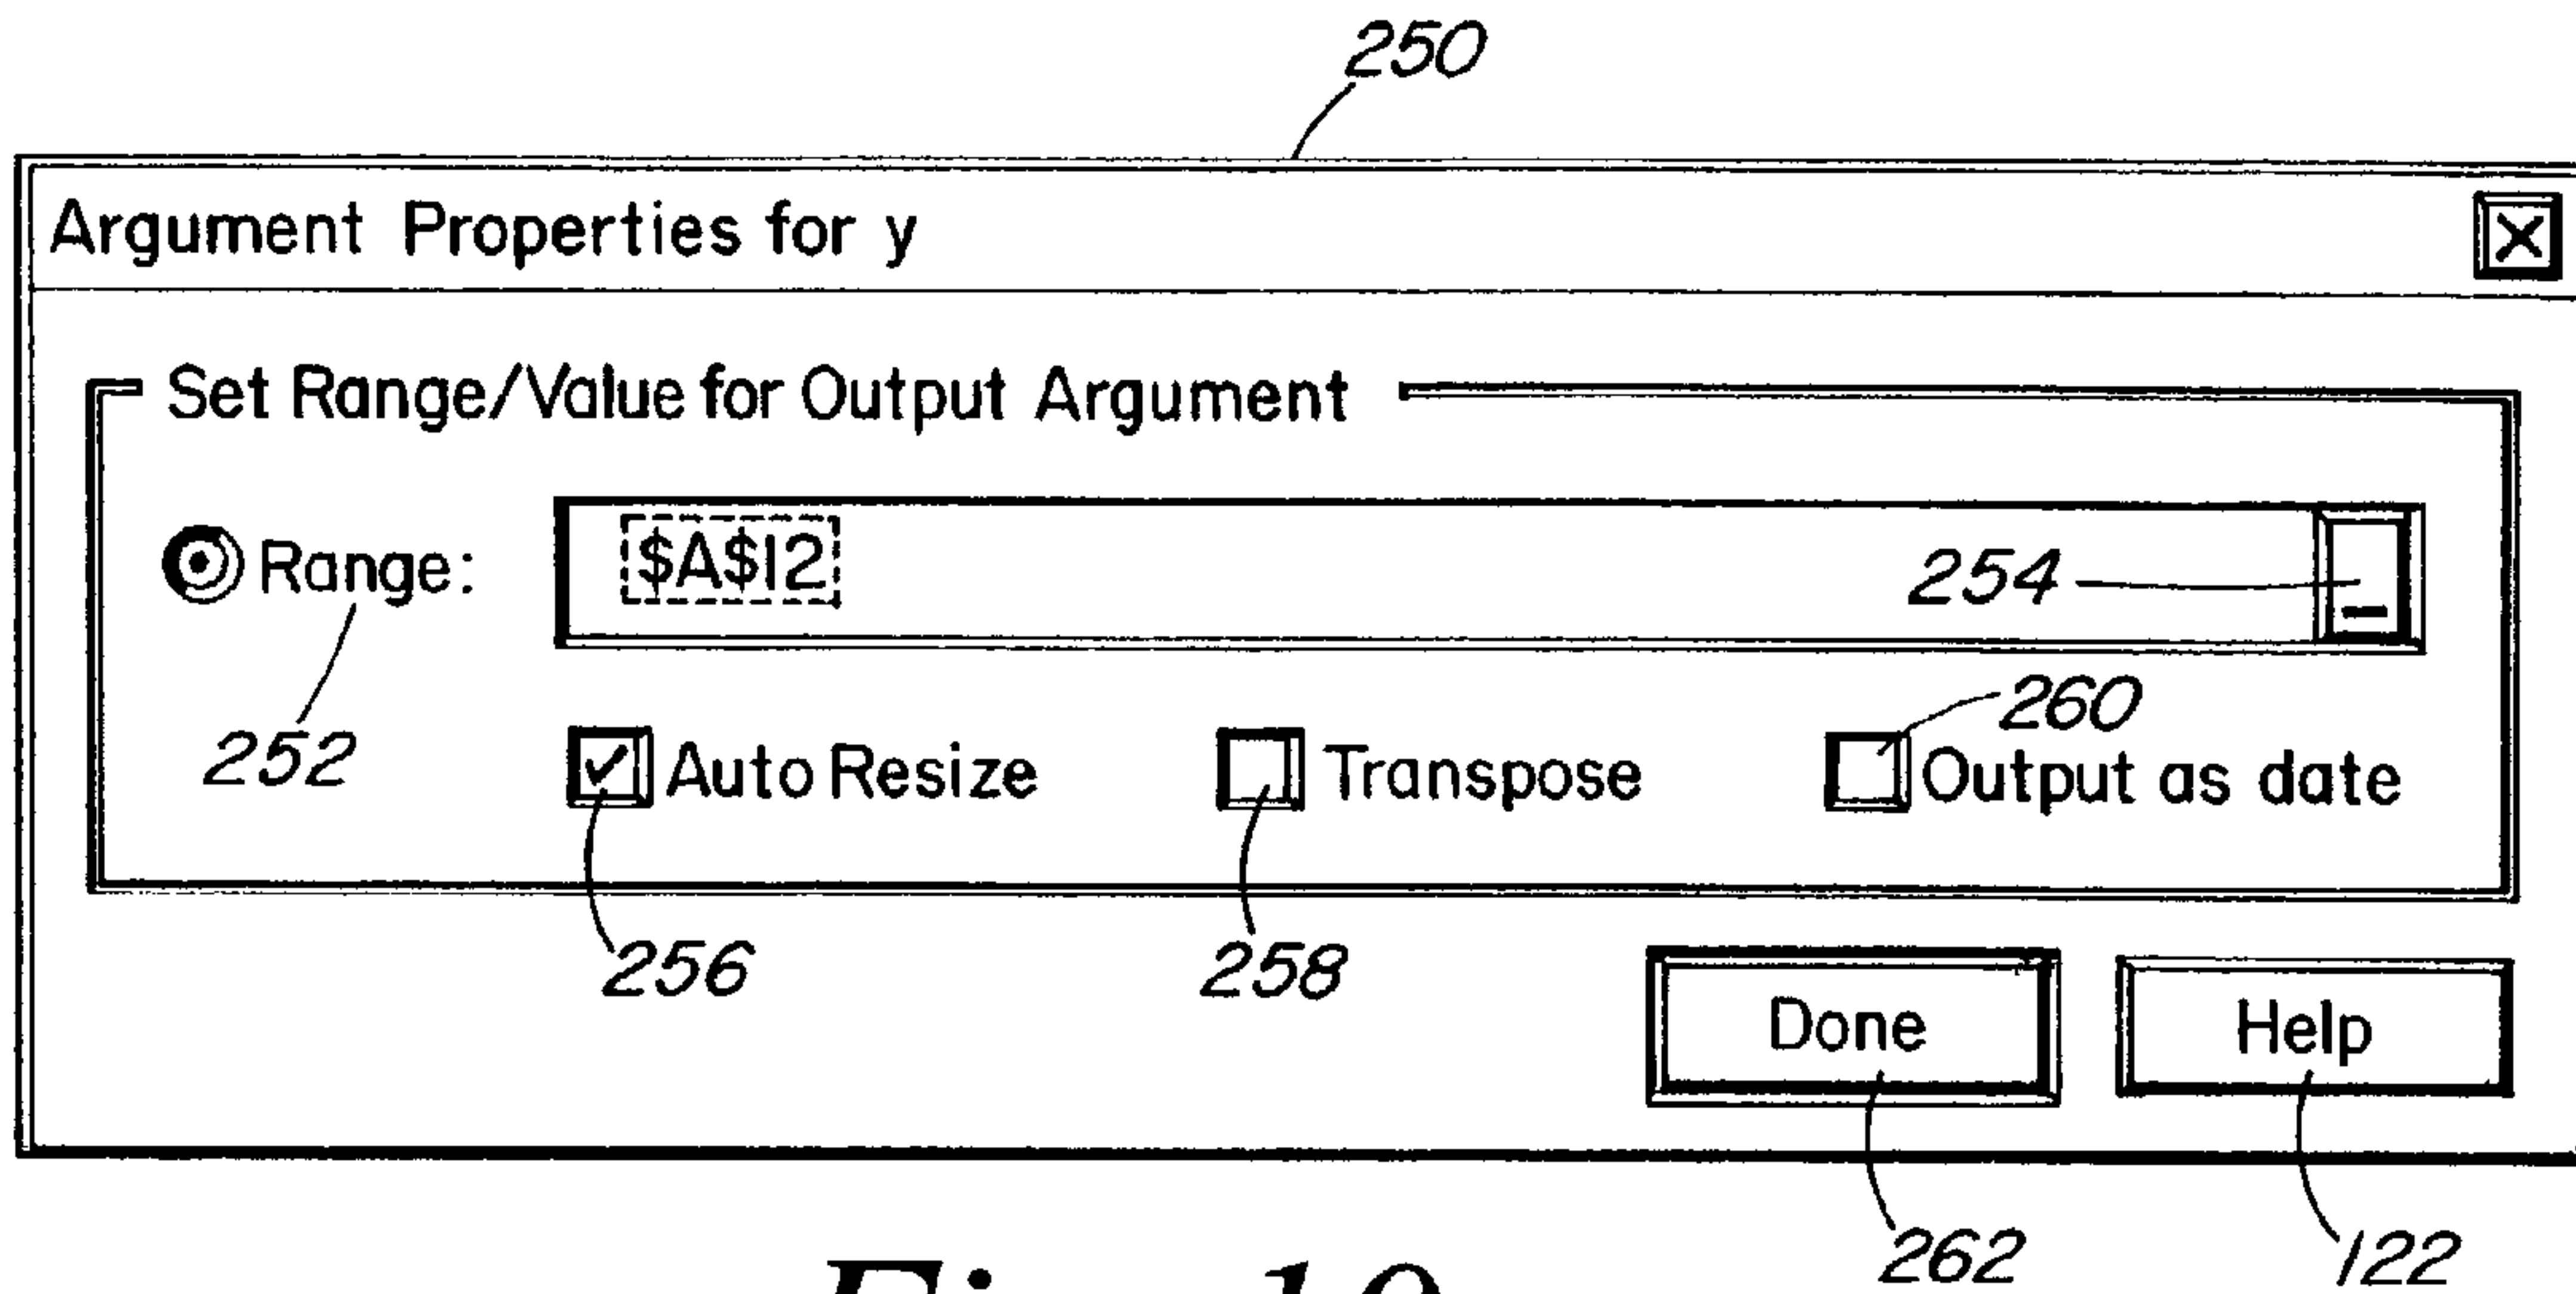 250
Argument Properties for y
Set Range/Value for Output Argument
Range: $A$12 254
252 Auto Resize Transpose 260 Output as date
256 258 Done Help
262 122